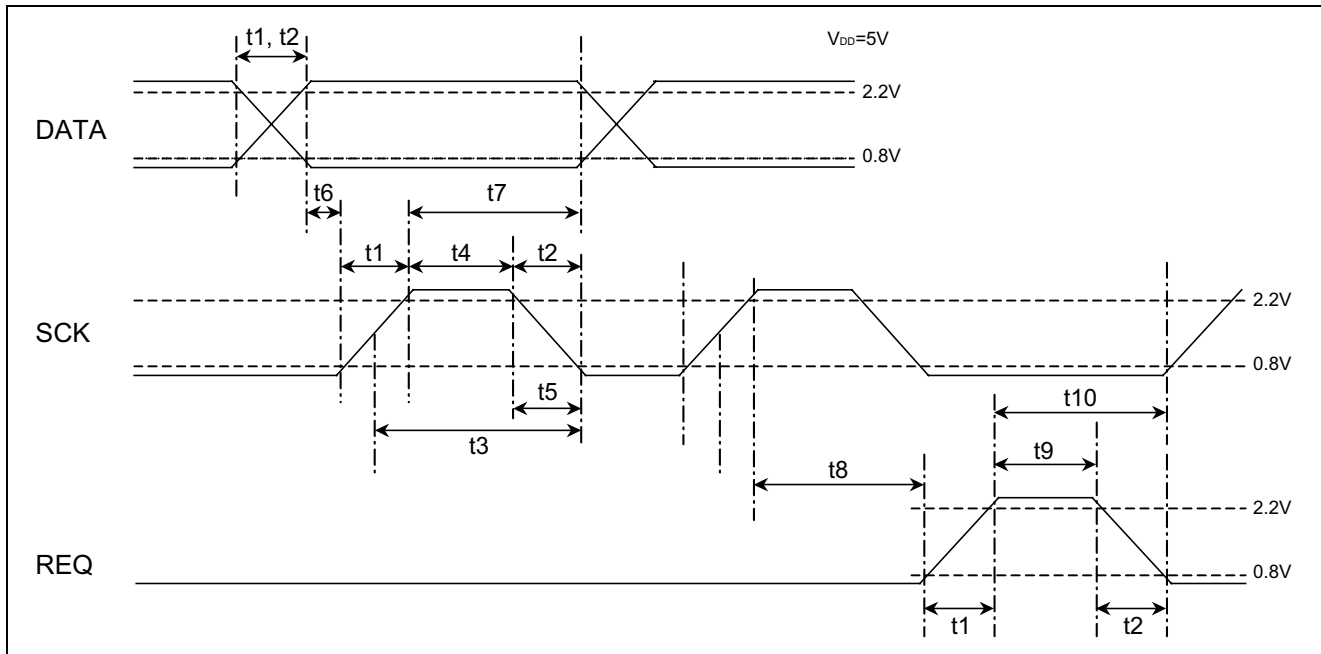 t1, t2
V DD=5V
2.2V
DATA
0.8V
t6
t7
t1
t4
t2
2.2V
SCK
0.8V
t5
t10
t3
t9
t8
2.2V
REQ
0.8V
t1
t2